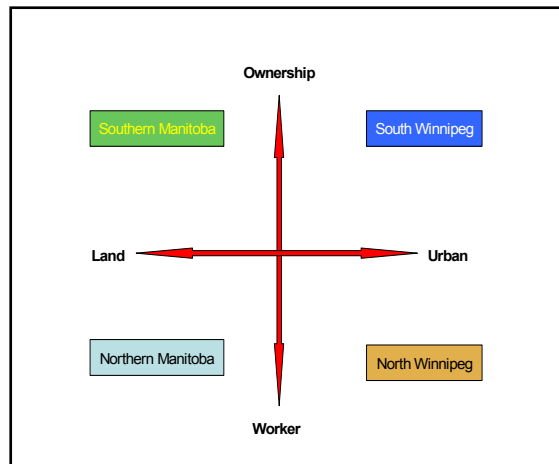 Ownership
Southern Manitoba
South Winnipeg
Land
Urban
Northern Manitoba
North Winnipeg
Worker